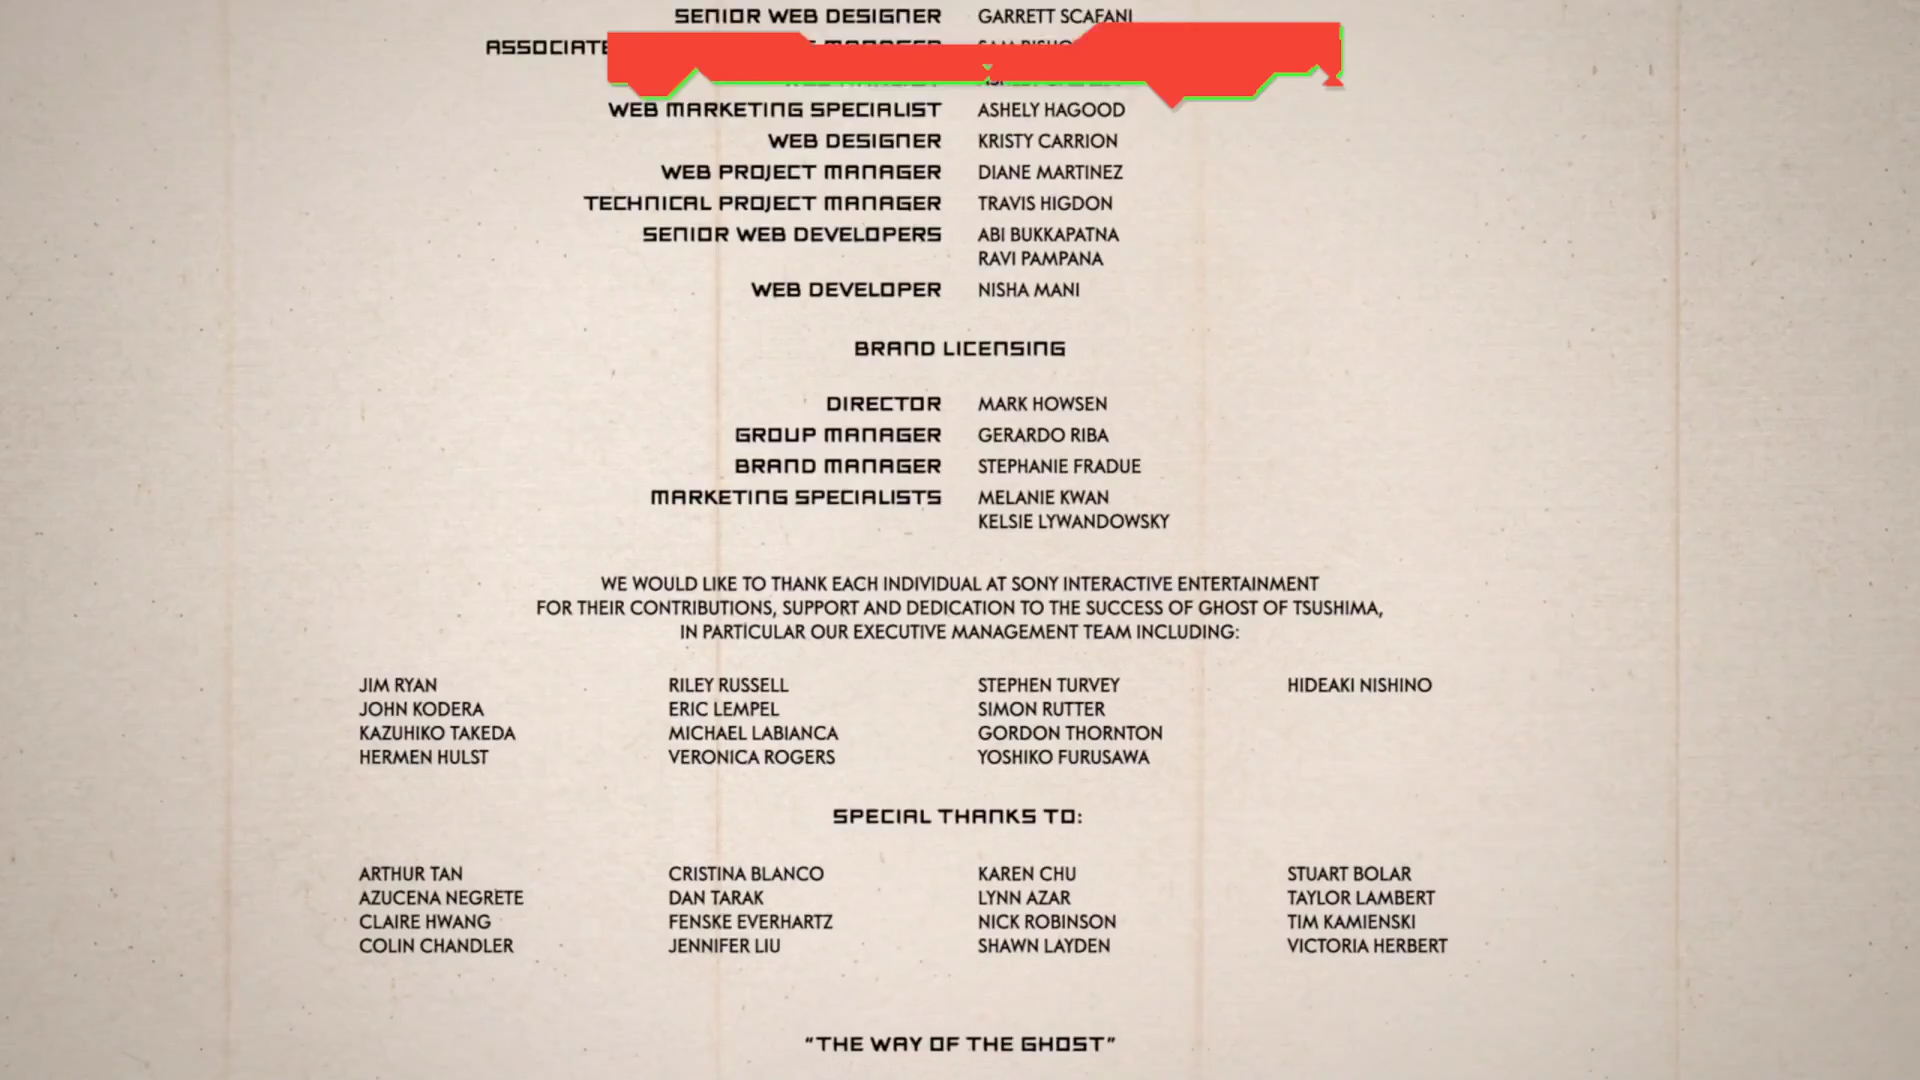 SENIOR WEB DESIGNER GARRETT SCAFANI
ASSOCIATE MANAGER SAM
WEB MARKETING SPECIALIST ASHELY HAGOOD
WEB DESIGNER KRISTY CARRION
WEB PROJECT MANAGER DIANE MARTINEZ
TECHNICAL PROJECT MANAGER TRAVIS HIGDON
SENIOR WEB DEVELOPERS ABI BUKKAPATNA
RAVI PAMPANA
WEB DEVELOPER NISHA MANI
BRAND LICENSING
DIRECTOR MARK HOWSEN
GROUP MANAGER GERARDO RIBA
BRAND MANAGER STEPHANIE FRADUE
MARKETING SPECIALISTS MELANIE KWAN
KELSIE LYWANDOWSKY
WE WOULD LIKE TO THANK EACH INDIVIDUAL AT SONY INTERACTIVE ENTERTAINMENT
FOR THEIR CONTRIBUTIONS, SUPPORT AND DEDICATION TO THE SUCCESS OF GHOST OF TSUSHIMA,
IN PARTICULAR OUR EXECUTIVE MANAGEMENT TEAM INCLUDING:
JIM RYAN RILEY RUSSELL STEPHEN TURVEY HIDEAKI NISHINO
JOHN KODERA ERIC LEMPEL SIMON RUTTER
KAZUHIKO TAKEDA MICHAEL LABIANCA GORDON THORNTON
HERMEN HULST VERONICA ROGERS YOSHIKO FURUSAWA
SPECIAL THANKS TO:
ARTHUR TAN CRISTINA BLANCO KAREN CHU STUART BOLAR
AZUCENA NEGRETE DAN TARAK LYNN AZAR TAYLOR LAMBERT
CLAIRE HWANG FENSKE EVERHARTZ NICK ROBINSON TIM KAMIENSKI
COLIN CHANDLER JENNIFER LIU SHAWN LAYDEN VICTORIA HERBERT
"THE WAY OF THE GHOST"